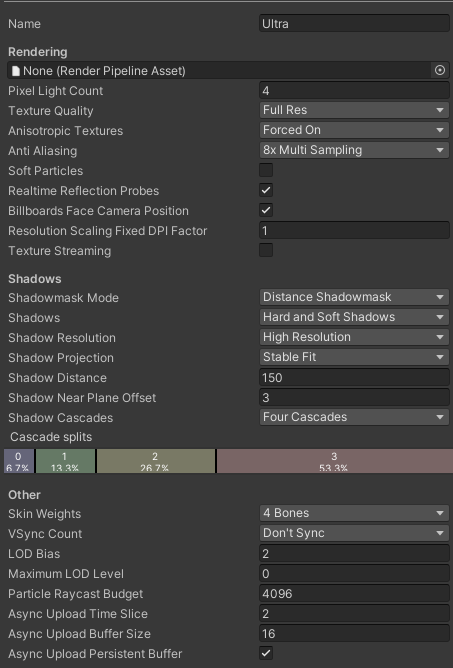 Name Ultra
Rendering
None (Render Pipeline Asset)
Pixel Light Count 4
Texture Quality Full Res
Anisotropic Textures Forced On
Anti Aliasing 8x Multi Sampling
Soft Particles
Realtime Reflection Probes
Billboards Face Camera Position
Resolution Scaling Fixed DPI Factor 1
Texture Streaming
Shadows
Shadowmask Mode Distance Shadowmask
Shadows Hard and Soft Shadows
Shadow Resolution High Resolution
Shadow Projection Stable Fit
Shadow Distance 150
Shadow Near Plane Offset 3
Shadow Cascades Four Cascades
Cascade splits
0 1 2 3
6.7% 13.3% 26.7% 53.3%
Other
Skin Weights 4 Bones
VSync Count Don't Sync
LOD Bias 2
Maximum LOD Level 0
Particle Raycast Budget 4096
Async Upload Time Slice 2
Async Upload Buffer Size 16
Async Upload Persistent Buffer